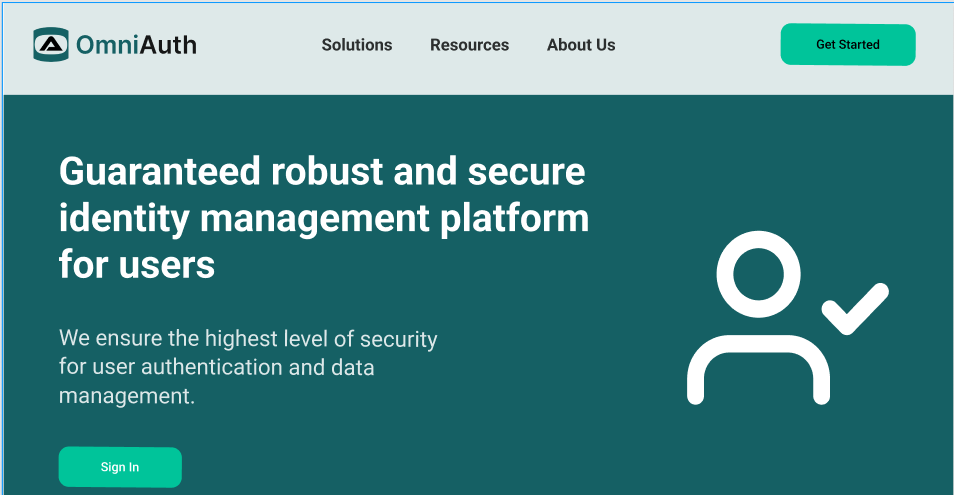 OmniAuth
Solutions
Resources
About Us
Get Started
Guaranteed robust and secure
identity management platform
for users
We ensure the highest level of security
for user authentication and data
management.
Sign In